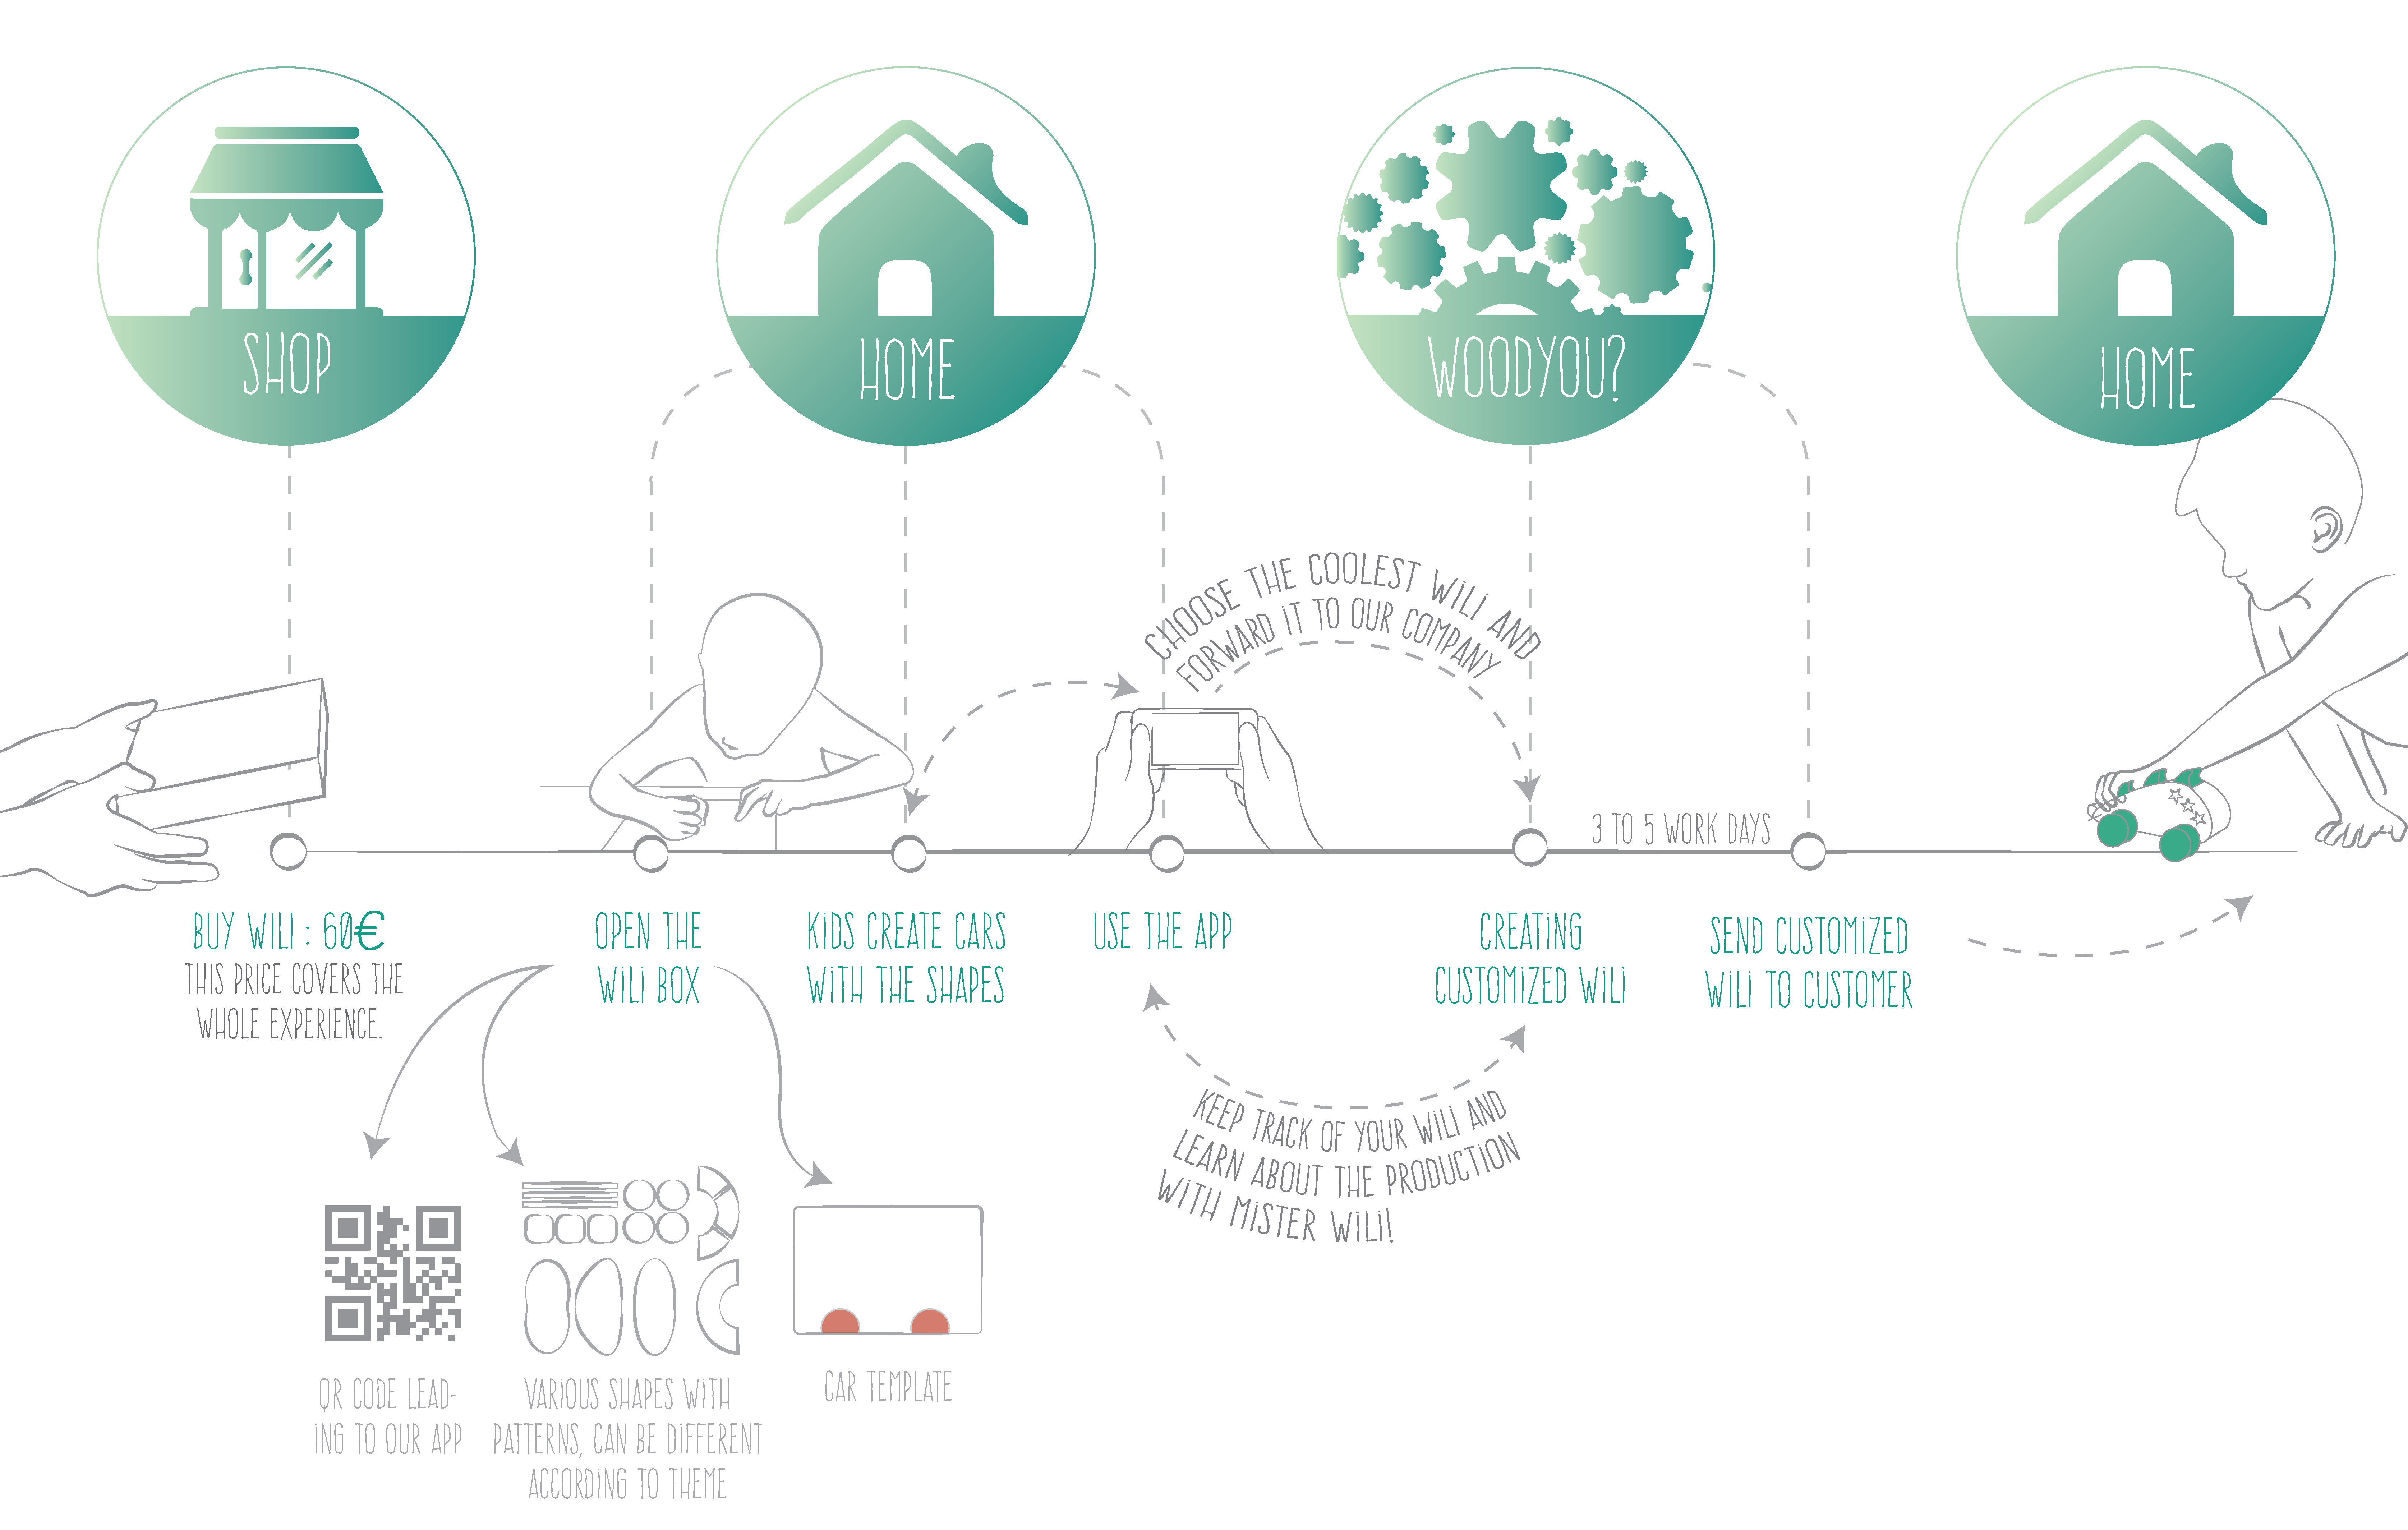 SHOP
HOME
WOODYOU?
HOME
CHOOSE THE COOLEST WILI AND
FORWARD IT TO OUR COMPANY
3 TO 5 WORK DAYS
BUY WILI : 60€
THIS PRICE COVERS THE
WHOLE EXPERIENCE.
OPEN THE
WILI BOX
KIDS CREATE CARS
WITH THE SHAPES
USE THE APP
CREATING
CUSTOMIZED WILI
SEND CUSTOMIZED
WILI TO CUSTOMER
KEEP TRACK OF YOUR WILI AND
LEARN ABOUT THE PRODUCTION
WITH MISTER WILI!
QR CODE LEAD-
ING TO OUR APP
VARIOUS SHAPES WITH
PATTERNS, CAN BE DIFFERENT
ACCORDING TO THEME
CAR TEMPLATE